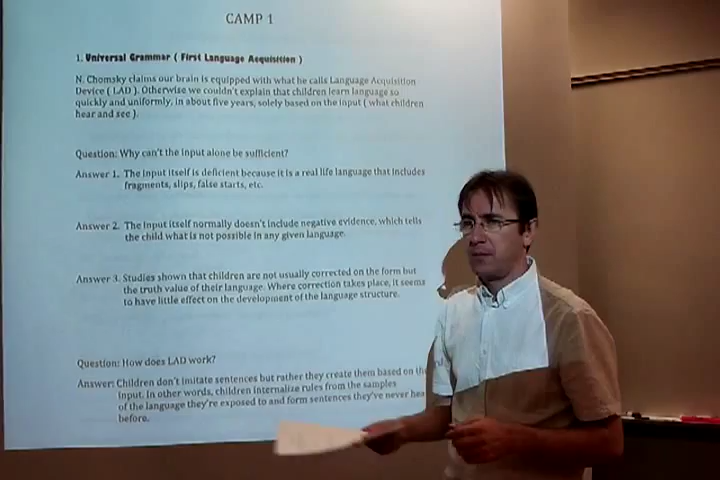 CAMP 1
1. Universal Grammar ( First Language Acquisition )
N. Chomsky claims our brain is equipped with what he calls Language Acquisition
Device ( LAD ). Otherwise we couldn't explain that children learn language so
quickly and uniformly, in about five years, solely based on the input ( what children
hear and see ).
Question: Why can't the input alone be sufficient?
Answer 1. The input itself is deficient because it is a real life language that includes
fragments, slips, false starts, etc.
Answer 2. The input itself normally doesn't include negative evidence, which tells
the child what is not possible in any given language.
Answer 3. Studies shown that children are not usually corrected on the form but
the truth value of their language. Where correction takes place, it seems
to have little effect on the development of the language structure.
Question: How does LAD work?
Answer: Children don't imitate sentences but rather they create them based on the
input. In other words, children internalize rules from the samples
of the language they're exposed to and form sentences they've never
before.